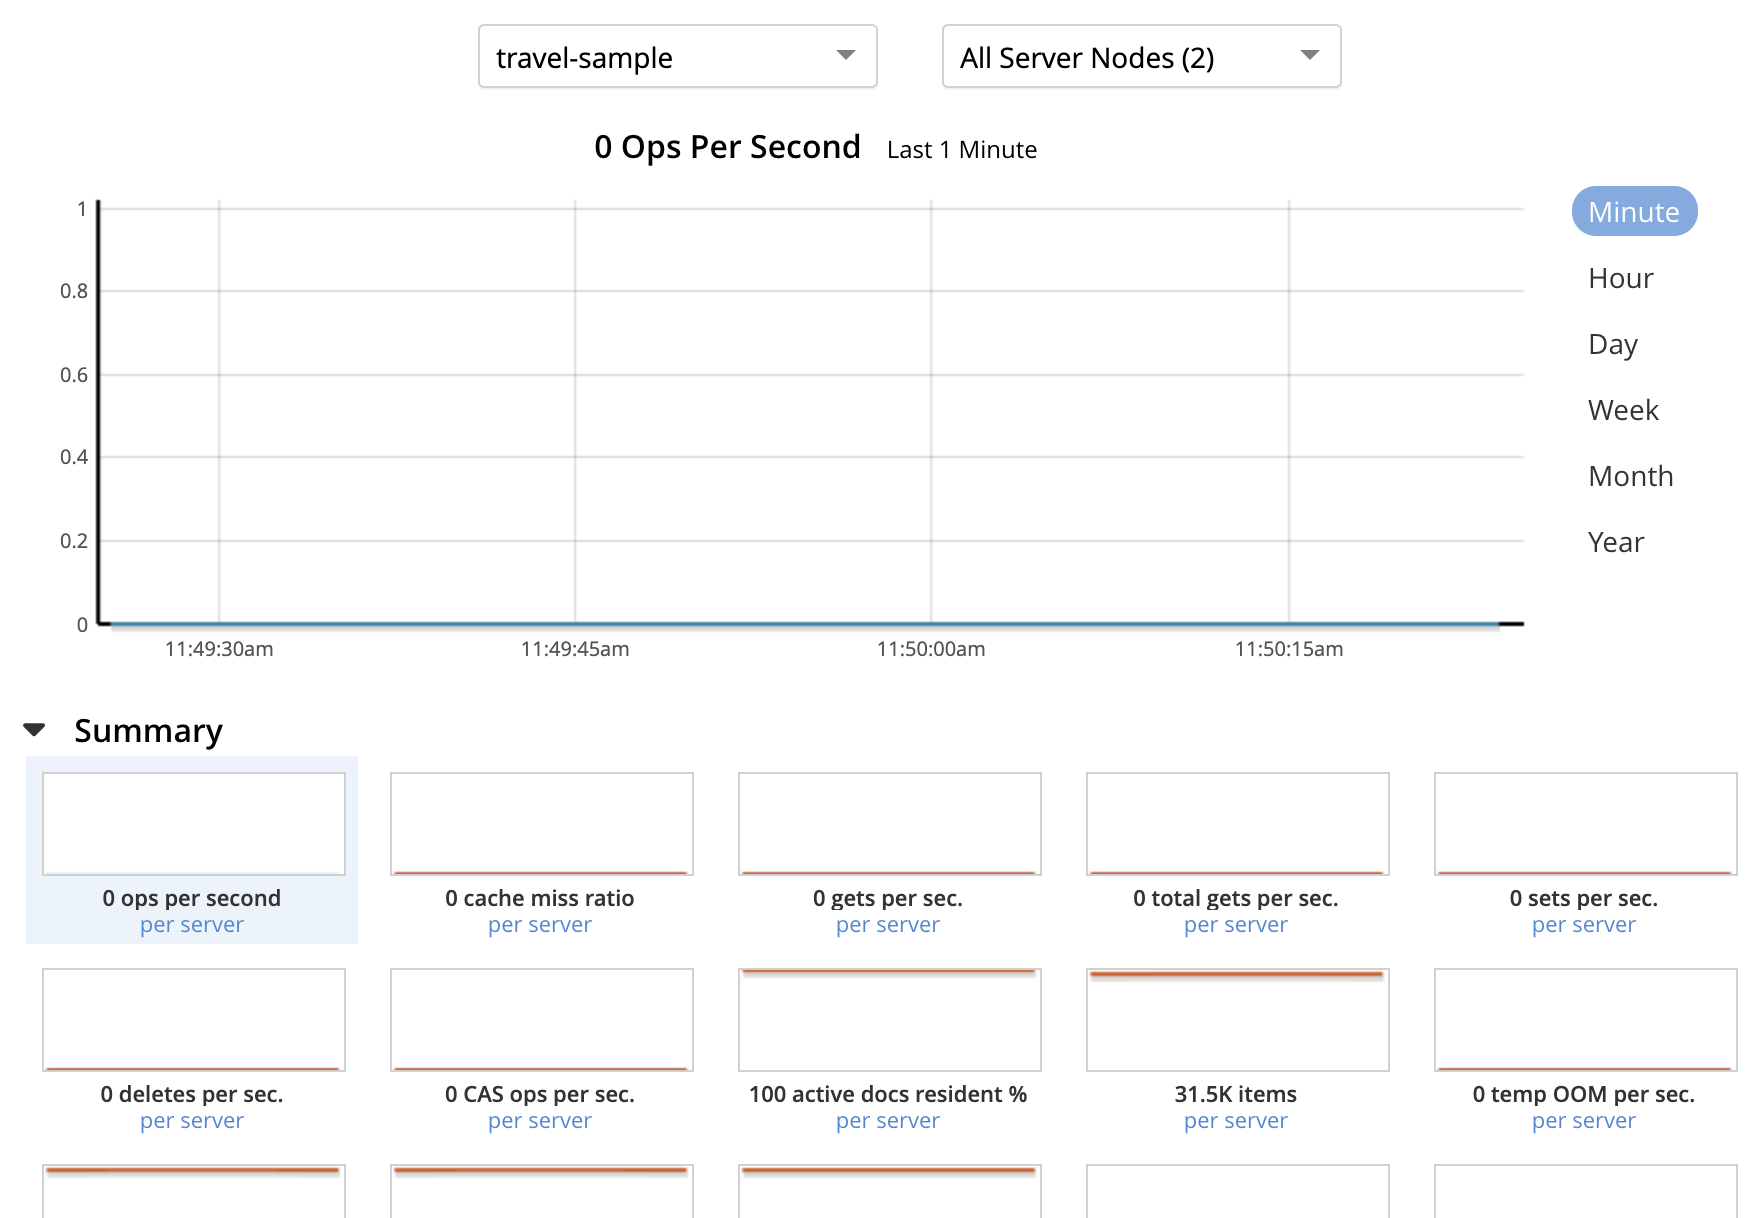 travel-sample
All Server Nodes (2)
0 Ops Per Second Last 1 Minute
1
0.8
0.6
0.4
0.2
0
11:49:30am 11:49:45am 11:50:00am 11:50:15am
Minute
Hour
Day
Week
Month
Year
Summary
0 ops per second
per server
0 cache miss ratio
per server
0 gets per sec.
per server
0 total gets per sec.
per server
0 sets per sec.
per server
0 deletes per sec.
per server
0 CAS ops per sec.
per server
100 active docs resident %
per server
31.5K items
per server
0 temp OOM per sec.
per server